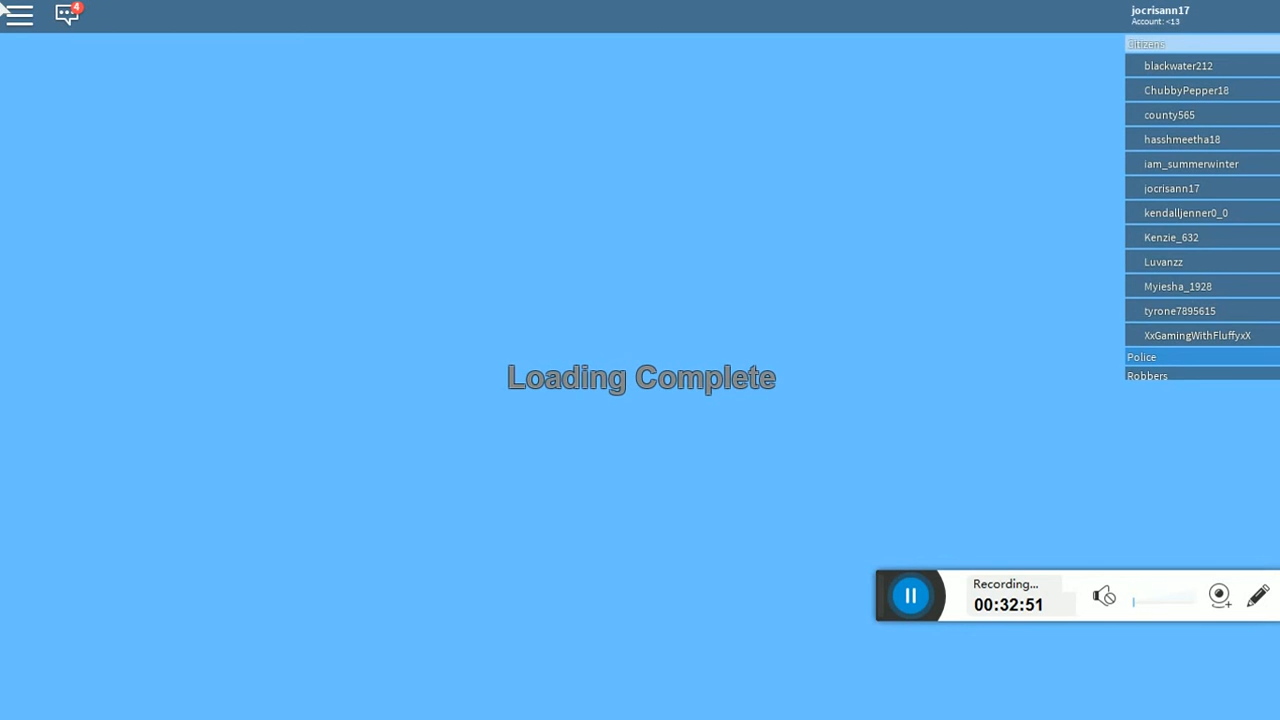 4
jocrisann17
Account: <13
Citizens
blackwater212
ChubbyPepper18
county565
hasshmeetha18
iam_summerwinter
jocrisann17
kendalljenner0_0
Kenzie_632
Luvanzz
Myiesha_1928
tyrone7895615
XxGamingWithFluffyxX
Police
Robbers
Loading Complete
Recording...
00:32:51